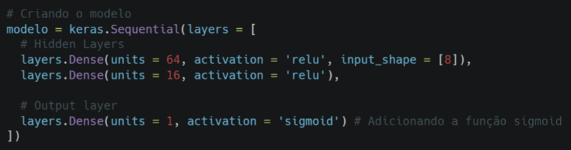 # Criando o modelo
modelo = keras.Sequential(layers = [
  # Hidden Layers
  layers.Dense(units = 64, activation = 'relu', input_shape = [8]),
  layers.Dense(units = 16, activation = 'relu'),

  # Output layer
  layers.Dense(units = 1, activation = 'sigmoid') # Adicionando a função sigmoid
])